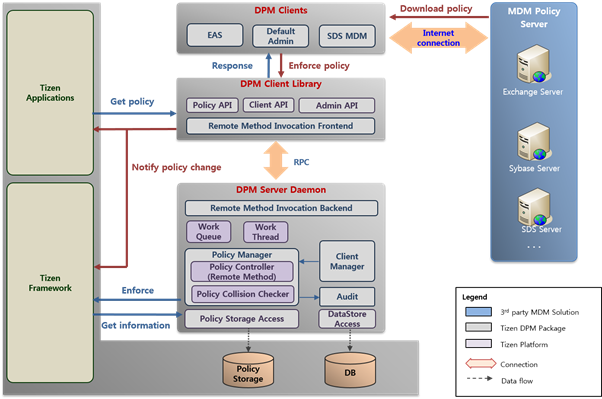 DPM Clients
EAS
Default
Admin
SDS MDM
Download policy
MDM Policy
Server
Internet
connection
Response
Enforce policy
Tizen
Applications
Get policy
DPM Client Library
Policy API
Client API
Admin API
Remote Method Invocation Frontend
Exchange Server
Notify policy change
RPC
Sybase Server
DPM Server Daemon
Remote Method Invocation Backend
Work
Queue
Work
Thread
SDS Server
...
Policy Manager
Policy Controller
(Remote Method)
Policy Collision Checker
Client
Manager
Audit
Tizen
Framework
Enforce
Get information
Policy Storage Access
DataStore
Access
Policy
Storage
DB
Legend
3rd party MDM Solution
Tizen DPM Package
Tizen Platform
Connection
Data flow